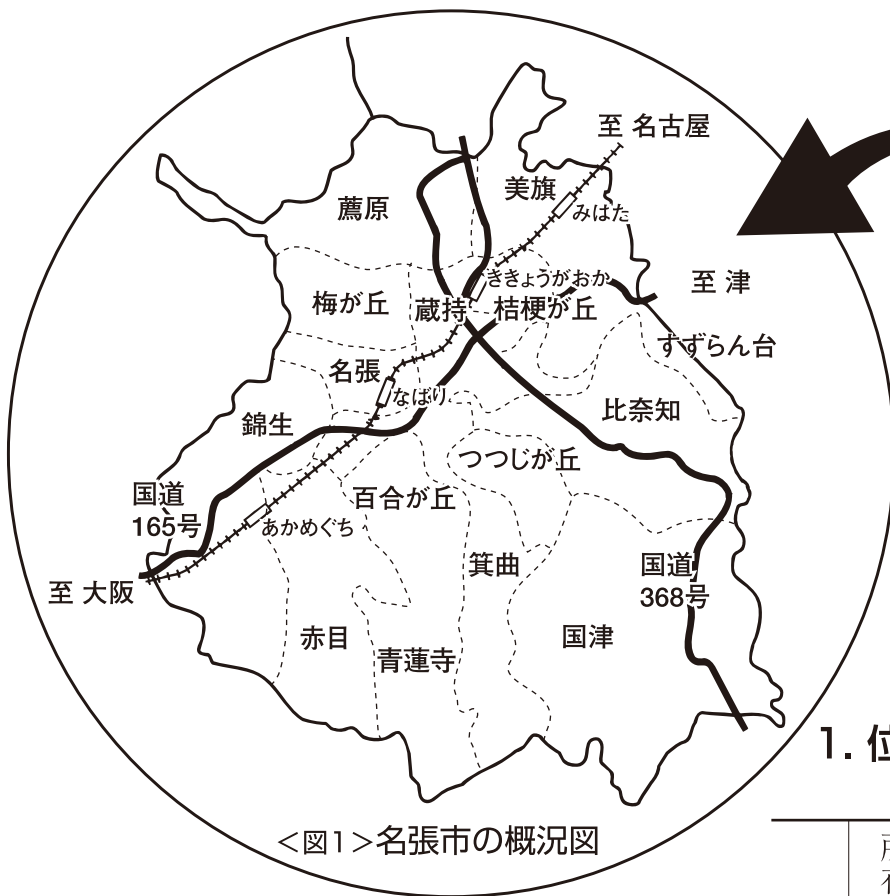 至 名古屋
美旗
みはた
薦原
ききょうがおか
至 津
梅が丘
蔵持
桔梗が丘
すずらん台
名張
なばり
比奈知
錦生
つつじが丘
国道
165号
百合が丘
あかめぐち
箕曲
国道
368号
至 大阪
赤目
青蓮寺
国津
1. 位
<図1>名張市の概況図